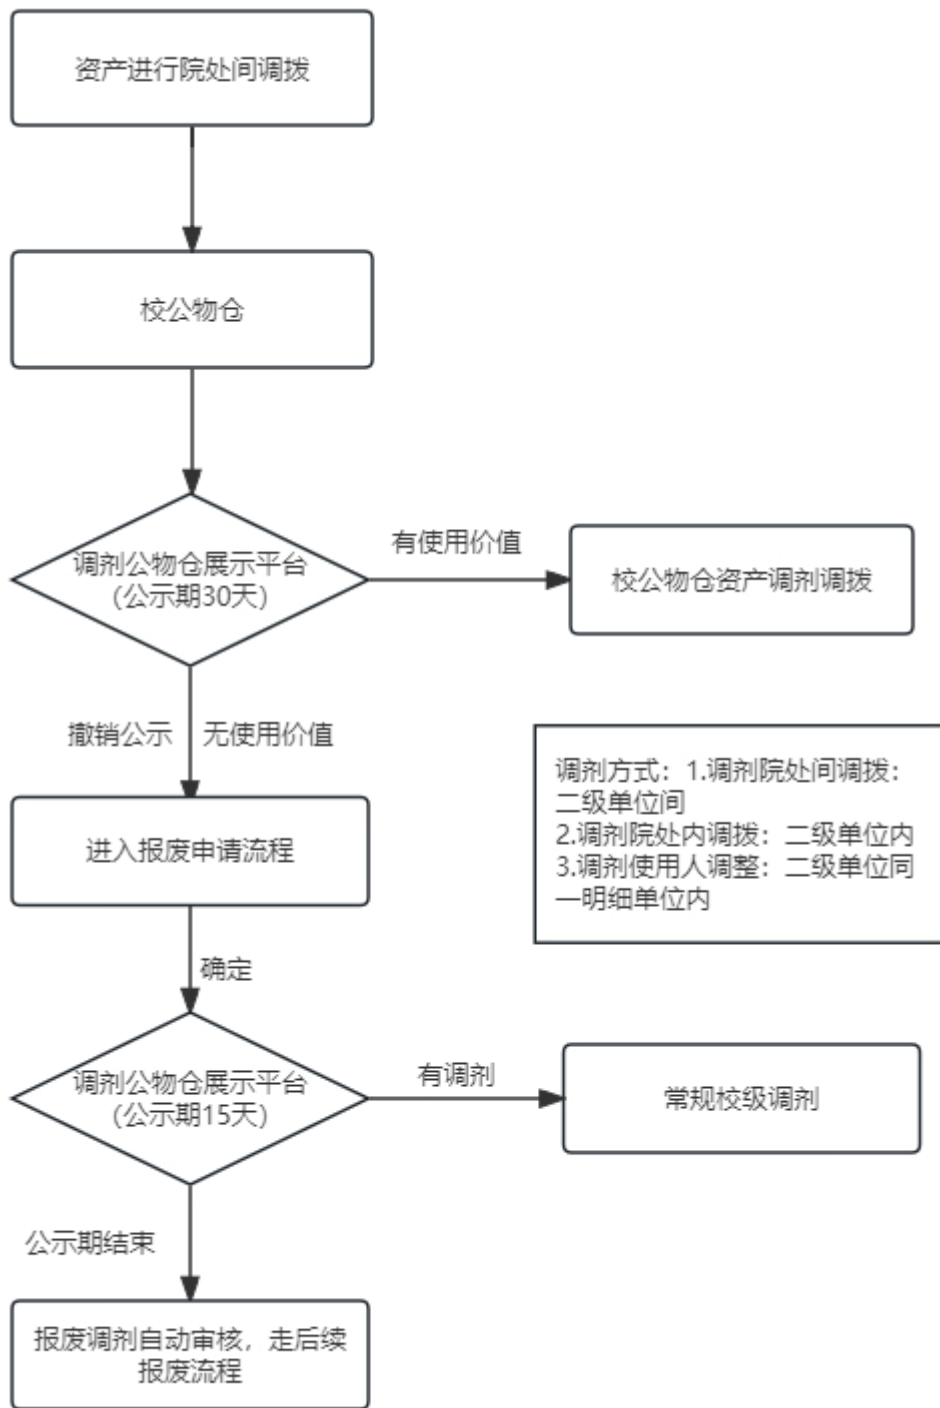 资产进行院处间调拨
校公物仓
调剂公物仓展示平台
（公示期30天）
有使用价值
校公物仓资产调剂调拨
撤销公示
无使用价值
调剂方式：1.调剂院处间调拨：
二级单位间
2.调剂院处内调拨：二级单位内
3.调剂使用人调整：二级单位同
一明细单位内
进入报废申请流程
确定
调剂公物仓展示平台
（公示期15天）
有调剂
常规校级调剂
公示期结束
报废调剂自动审核，走后续
报废流程